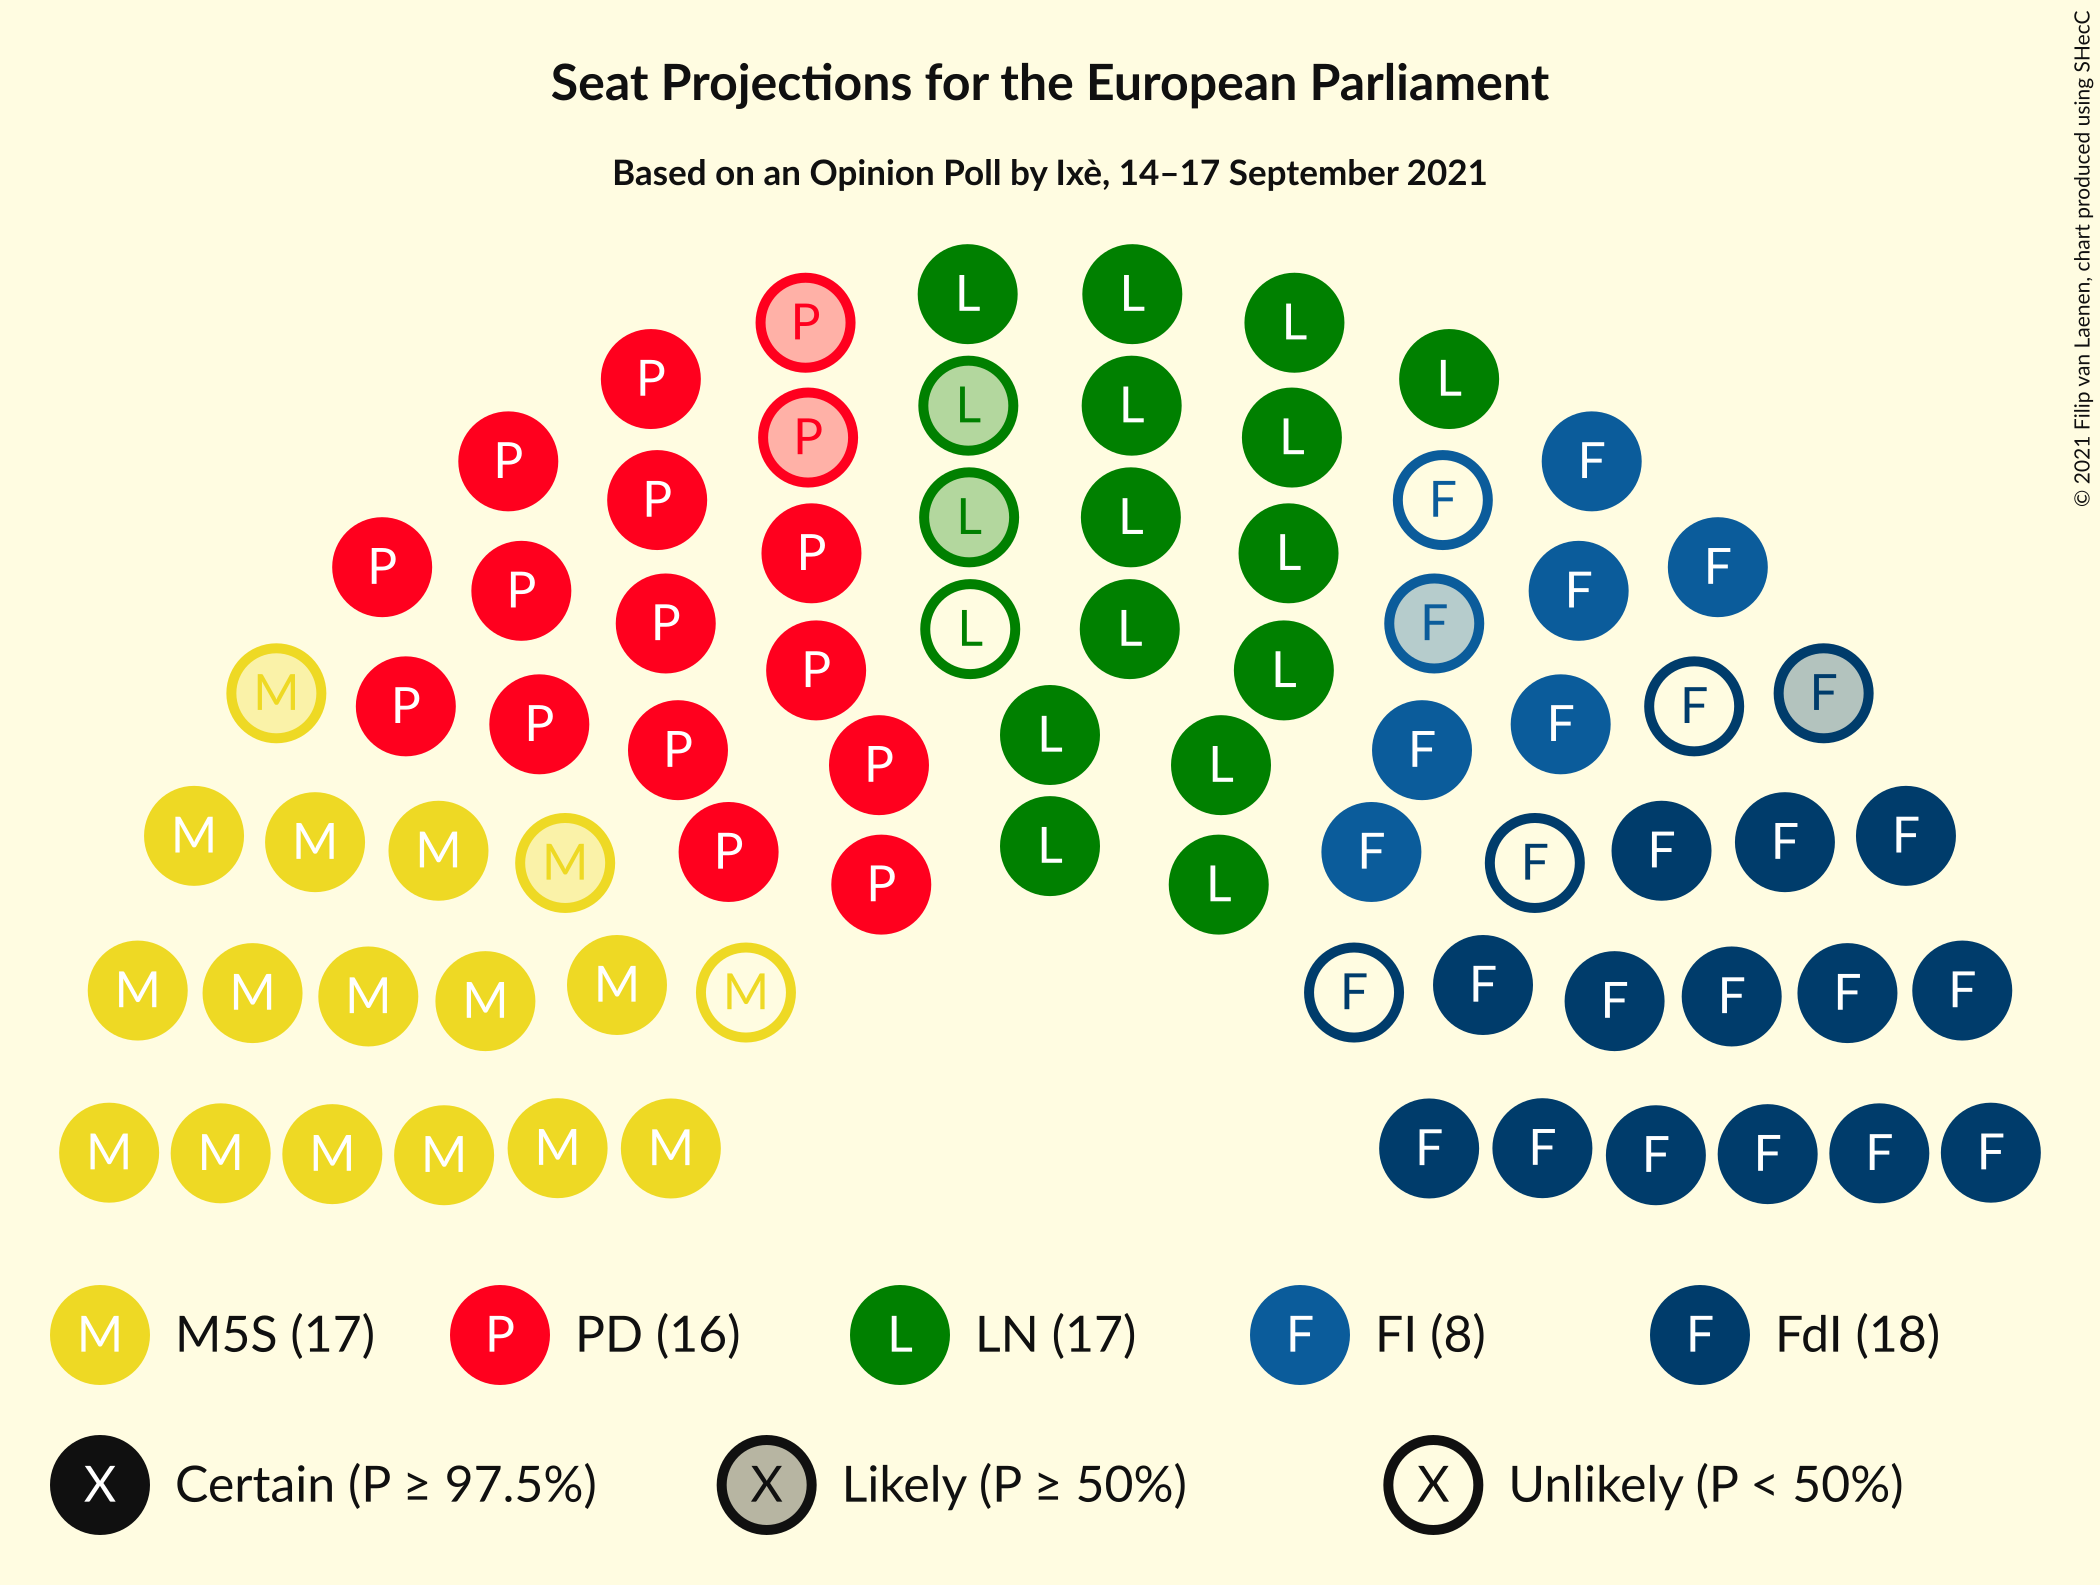 Seat Projections for the European Parliament
Based on an Opinion Poll by Ixè, 14–17 September 2021
© 2021 Filip van Laenen, chart produced using SHecC
L L
P L L
P L
L L
P L
P F
P F
L L
P F
P L
P F
P F
P F
L L
M F
P F
P F
P F
L
P L
M F
M F
M F
L
P F
M F
P L
M F
M F
M F
M F
M F
M F
M F
M F
M F
M F
M F
M F
M5S (17)
PD (16)
LN (17)
FI (8)
FdI (18)
X Certain (P ≥ 97.5%)
X Likely (P ≥ 50%)
X Unlikely (P < 50%)